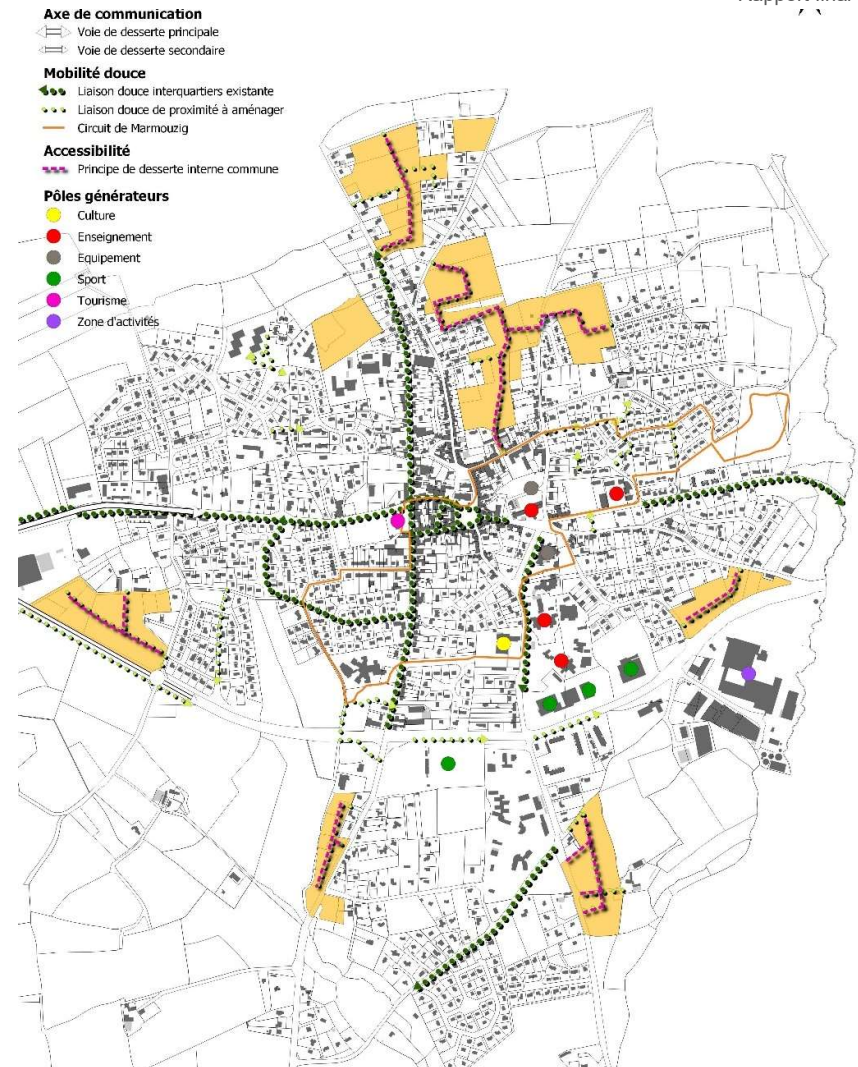 Rapport final
Axe de communication
Voie de desserte principale
Voie de desserte secondaire
Mobilité douce
Liaison douce interquartiers existante
Liaison douce de proximité à aménager
Circuit de Marmouzig
Accessibilité
Principe de desserte interne commune
Pôles générateurs
Culture
Enseignement
Equipement
Sport
Tourisme
Zone d'activités